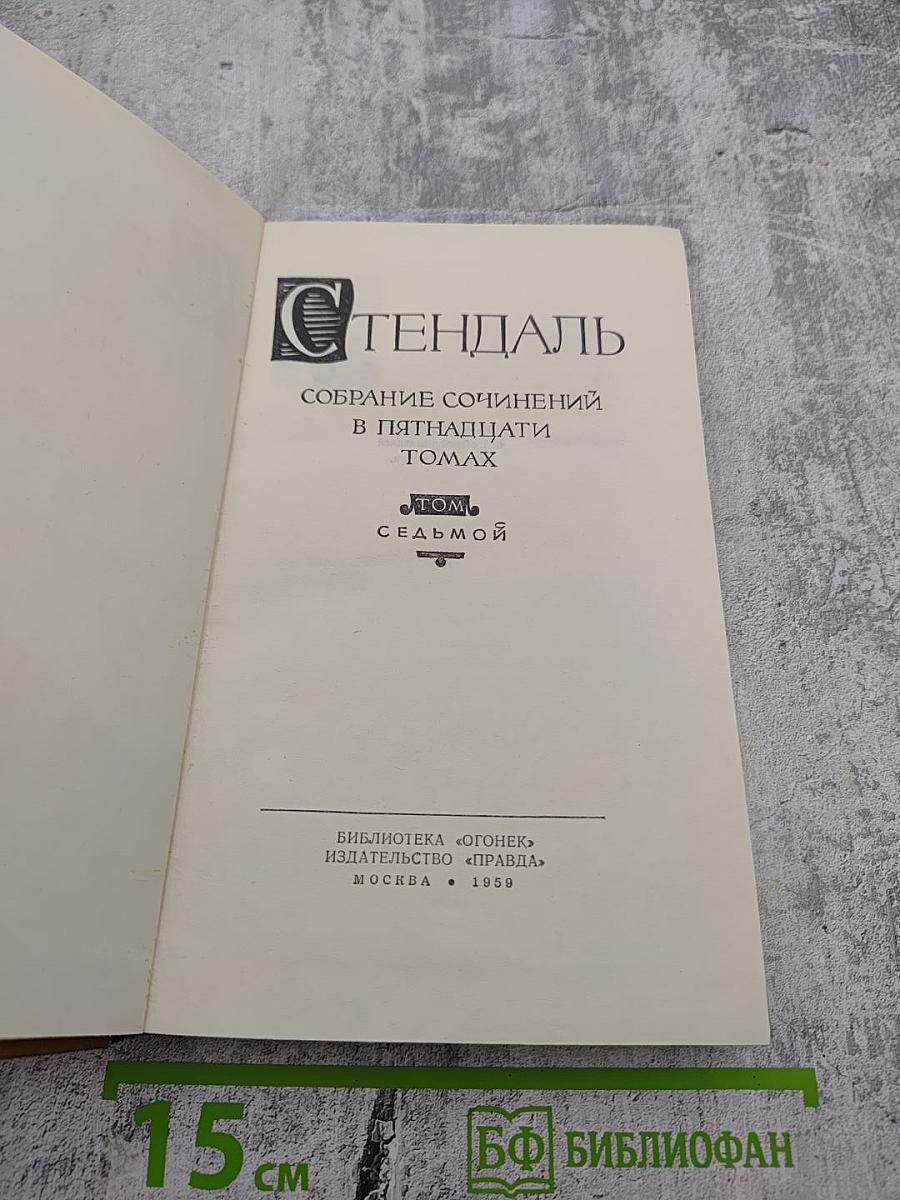 СТЕНДАЛЬ
СОБРАНИЕ СОЧИНЕНИЙ
В ПЯТНАДЦАТИ
ТОМАХ
ТОМ
СЕДЬМОЙ
БИБЛИОТЕКА «ОГОНЕК»
ИЗДАТЕЛЬСТВО «ПРАВДА»
МОСКВА • 1959
15 см
БФ БИБЛИОФАН